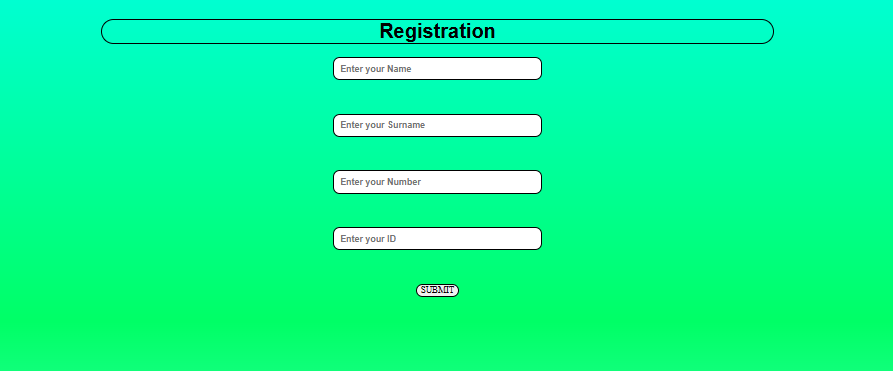 Registration
Enter your Name
Enter your Surname
Enter your Number
Enter your ID
SUBMIT